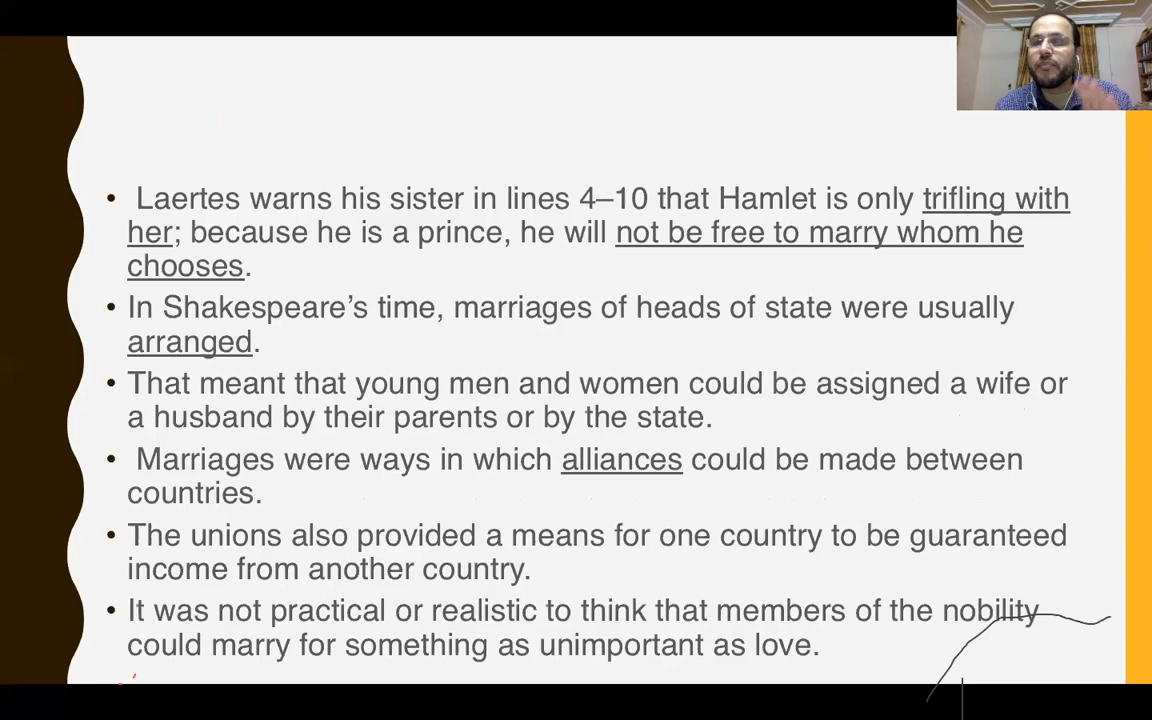 • Laertes warns his sister in lines 4–10 that Hamlet is only trifling with
her; because he is a prince, he will not be free to marry whom he
chooses.
• In Shakespeare’s time, marriages of heads of state were usually
arranged.
• That meant that young men and women could be assigned a wife or
a husband by their parents or by the state.
• Marriages were ways in which alliances could be made between
countries.
• The unions also provided a means for one country to be guaranteed
income from another country.
• It was not practical or realistic to think that members of the nobility
could marry for something as unimportant as love.